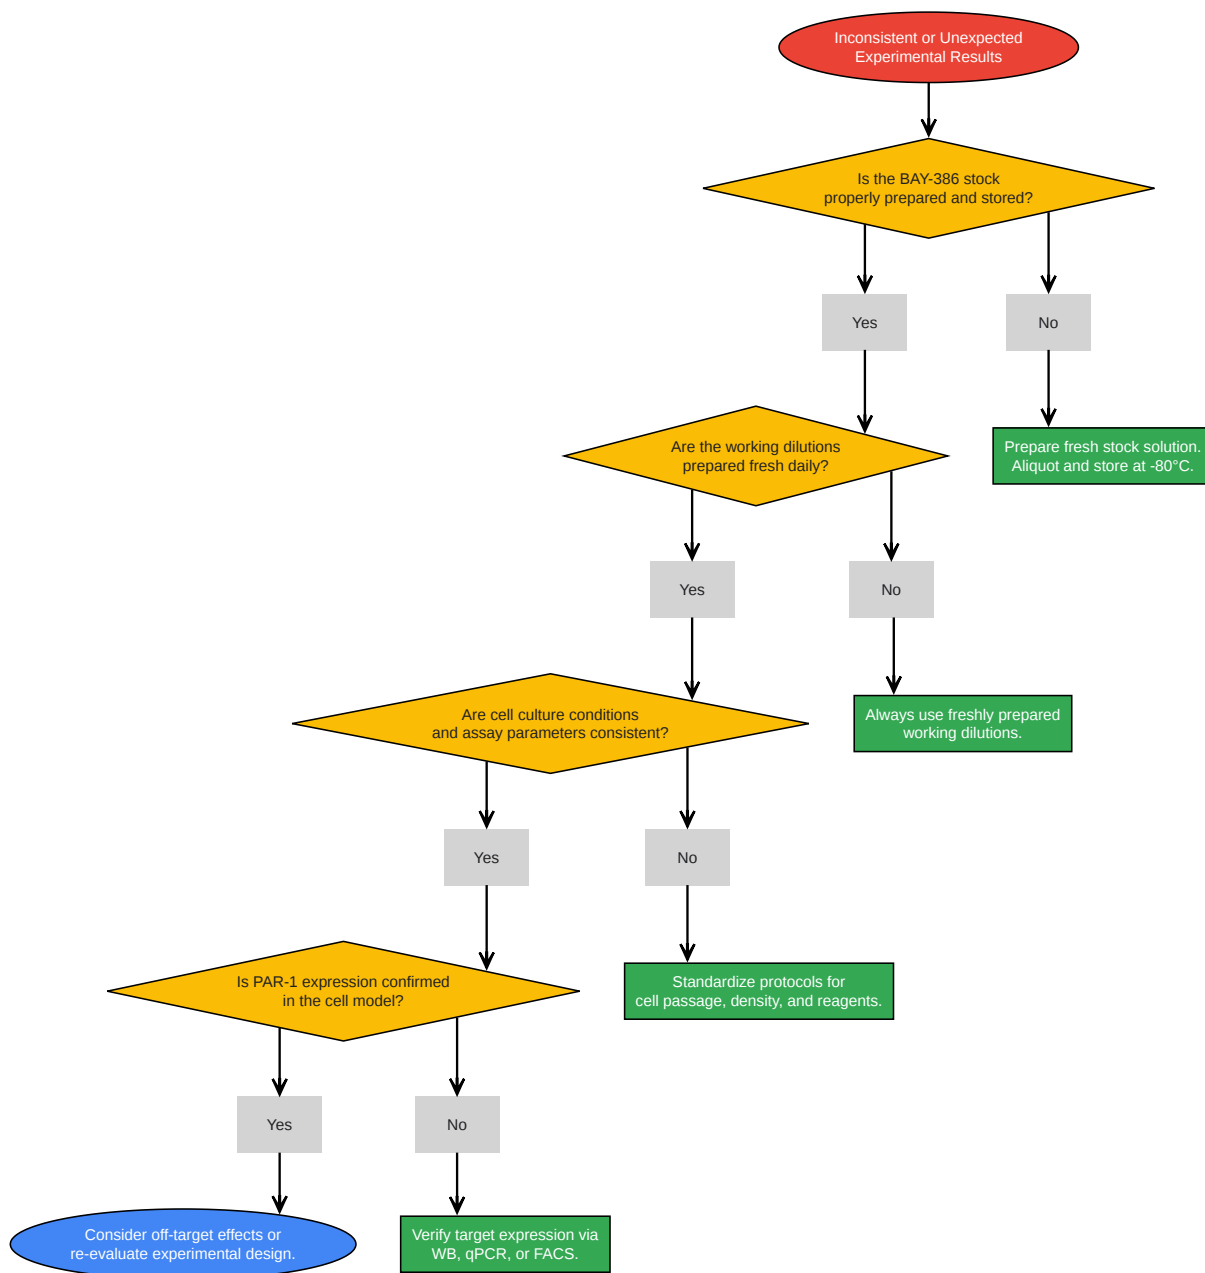 Inconsistent or Unexpected
Experimental Results
Is the BAY-386 stock
properly prepared and stored?
Yes
No
Prepare fresh stock solution.
Aliquot and store at -80°C.
Are the working dilutions
prepared fresh daily?
Yes
No
Always use freshly prepared
working dilutions.
Are cell culture conditions
and assay parameters consistent?
Yes
No
Standardize protocols for
cell passage, density, and reagents.
Is PAR-1 expression confirmed
in the cell model?
Yes
No
Consider off-target effects or
re-evaluate experimental design.
Verify target expression via
WB, qPCR, or FACS.